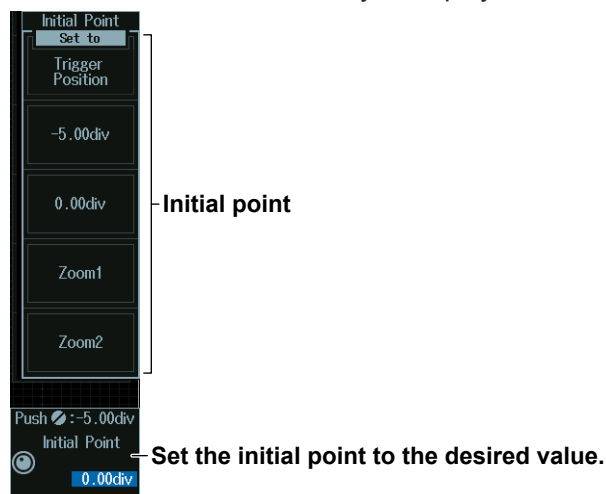 Initial Point
Set to
Trigger
Position
-5.00div
0.00div
Initial point
Zoom1
Zoom2
Push :-5.00div
Initial Point
Set the initial point to the desired value.
0.00div